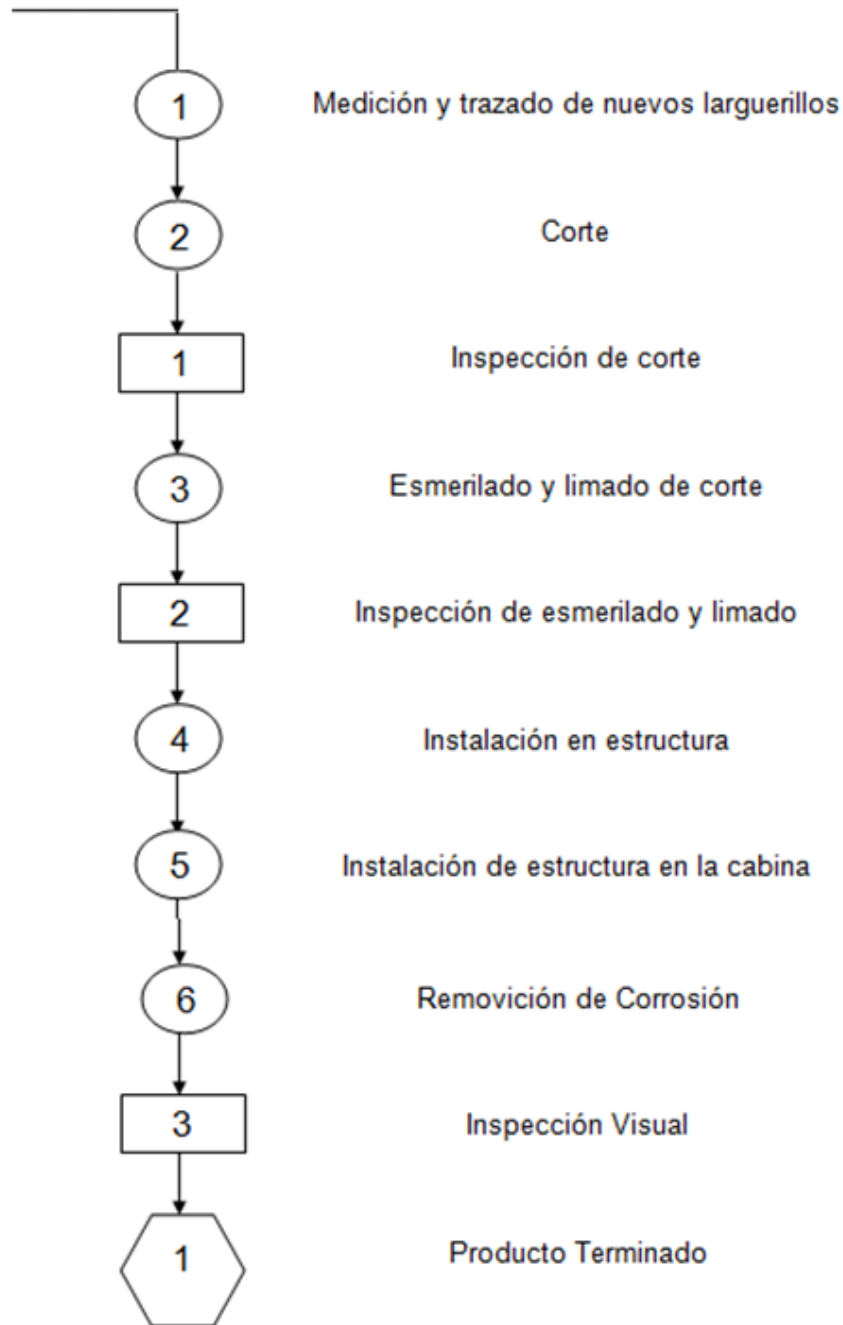 1 Medición y trazado de nuevos larguerillos
2 Corte
1 Inspección de corte
3 Esmerilado y limado de corte
2 Inspección de esmerilado y limado
4 Instalación en estructura
5 Instalación de estructura en la cabina
6 Removición de Corrosión
3 Inspección Visual
1 Producto Terminado